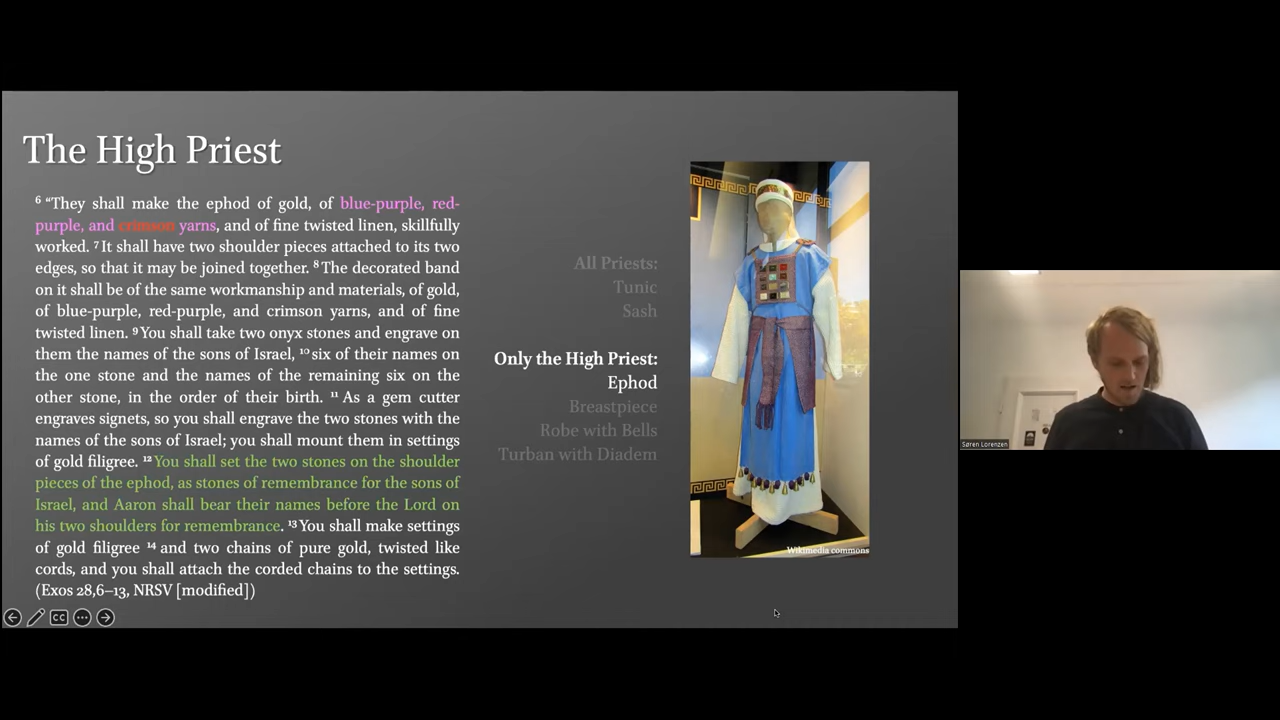 The High Priest
6 “They shall make the ephod of gold, of blue-purple, red-
purple, and crimson yarns, and of fine twisted linen, skillfully
worked. 7 It shall have two shoulder pieces attached to its two
edges, so that it may be joined together. 8 The decorated band
on it shall be of the same workmanship and materials, of gold,
of blue-purple, red-purple, and crimson yarns, and of fine
twisted linen. 9 You shall take two onyx stones and engrave on
them the names of the sons of Israel, 10 six of their names on
the one stone and the names of the remaining six on the
other stone, in the order of their birth. 11 As a gem cutter
engraves signets, so you shall engrave the two stones with the
names of the sons of Israel; you shall mount them in settings
of gold filigree. 12 You shall set the two stones on the shoulder
pieces of the ephod, as stones of remembrance for the sons of
Israel, and Aaron shall bear their names before the Lord on
his two shoulders for remembrance. 13 You shall make settings
of gold filigree 14 and two chains of pure gold, twisted like
cords, and you shall attach the corded chains to the settings.
(Exos 28,6–13, NRSV [modified])
All Priests:
Tunic
Sash
Only the High Priest:
Ephod
Breastpiece
Robe with Bells
Turban with Diadem
Wikimedia commons
CC
Søren Lorenzen